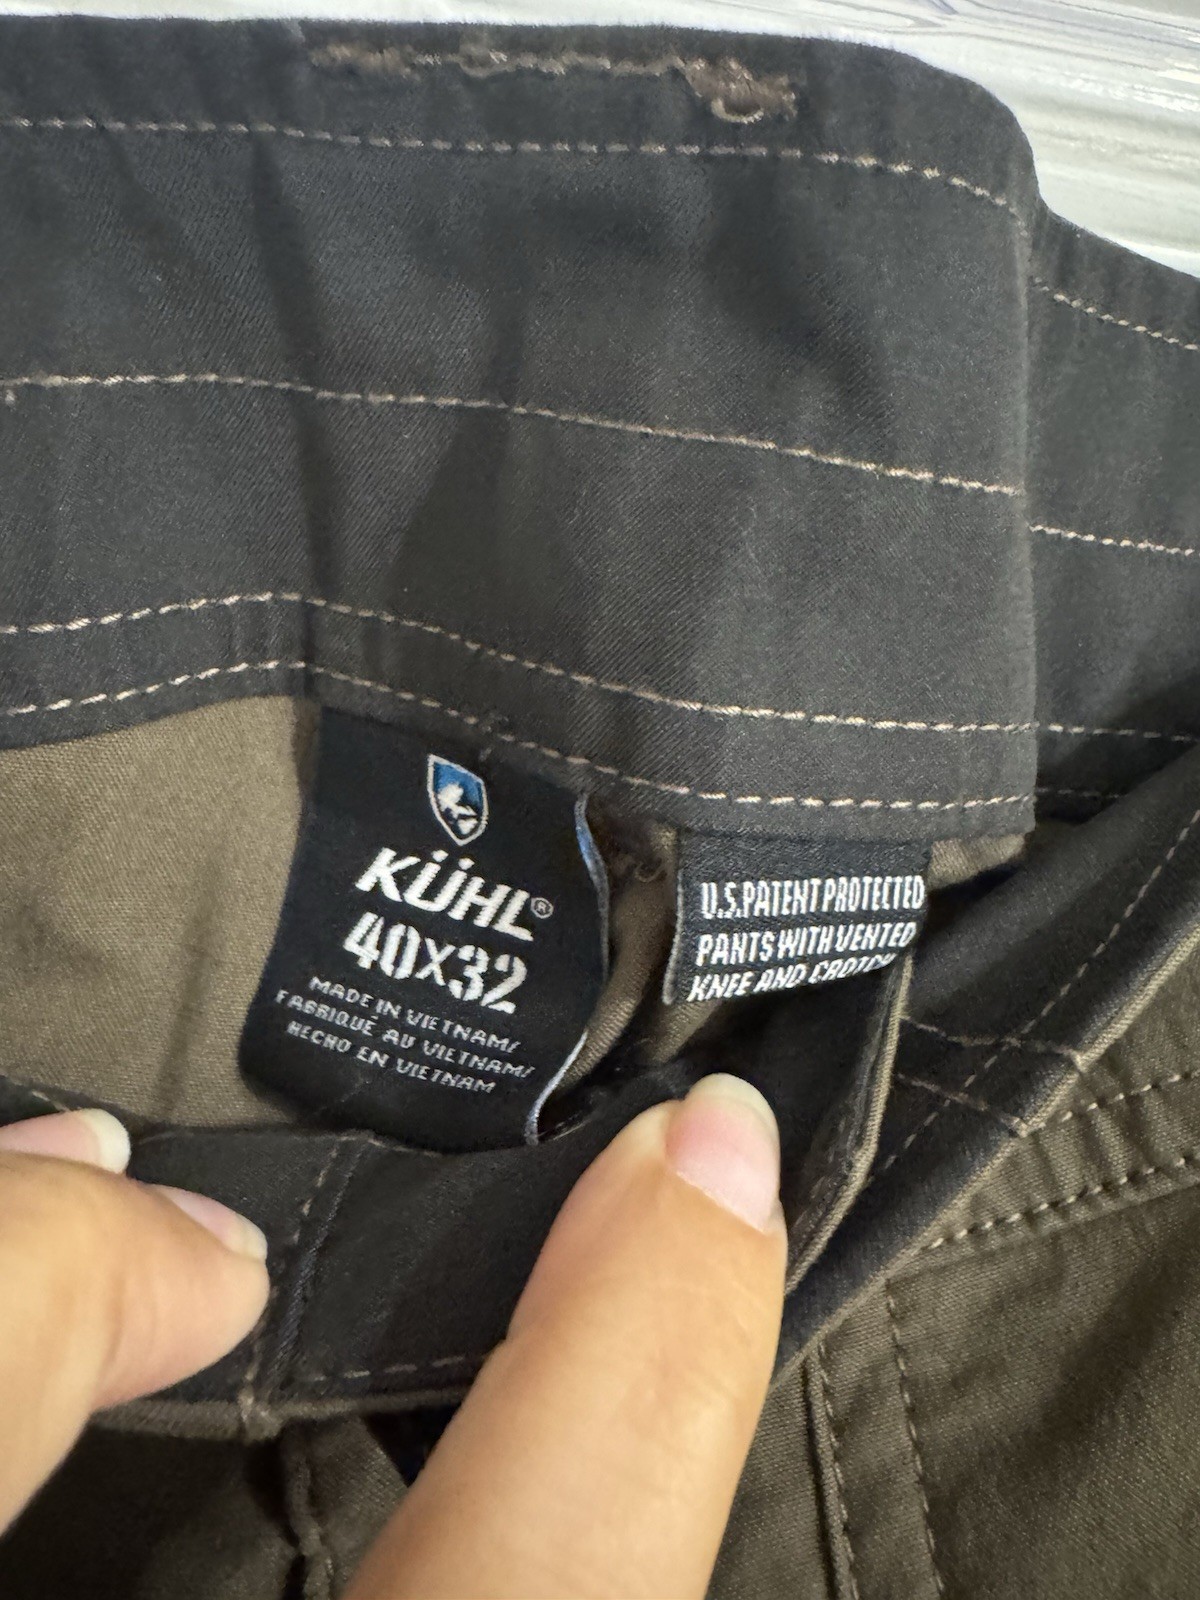 KÜHL®
40X32
MADE IN VIETNAM/
FABRIQUÉ AU VIETNAM/
HECHO EN VIETNAM
U.S.PATENT PROTECTED
PANTS WITH VENTED
KNEE AND CROTCH